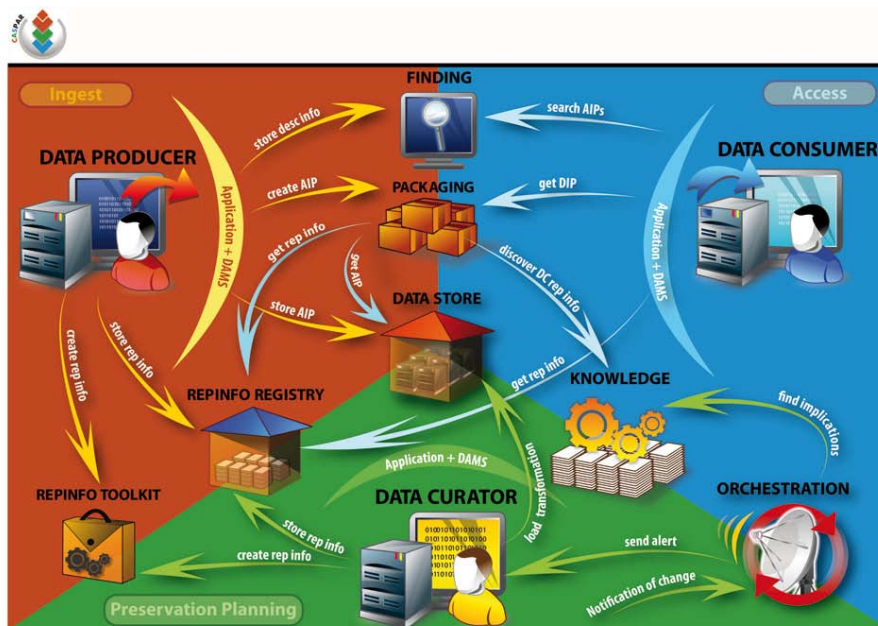 CASPAR
Ingest
FINDING
Access
store desc info
search AIPs
DATA PRODUCER
DATA CONSUMER
Application + DAMS
create AIP
PACKAGING
get DIP
Application + DAMS
get rep info
get AIP
discover DC rep info
DATA STORE
store AIP
create rep info
store rep info
get rep info
REPINFO REGISTRY
KNOWLEDGE
find implications
Application + DAMS
load transformation
REPINFO TOOLKIT
DATA CURATOR
ORCHESTRATION
store rep info
create rep info
send alert
Notification of change
Preservation Planning